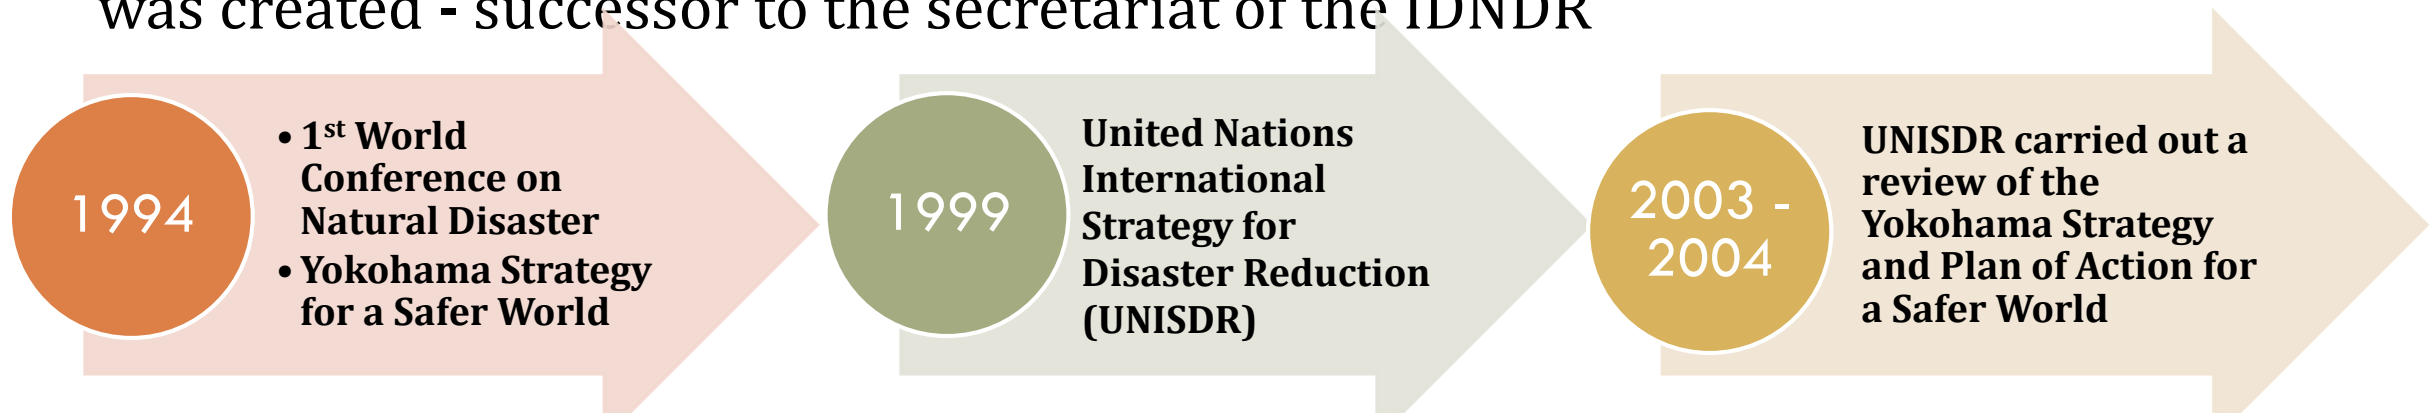 was created - successor to the secretariat of the IDNDR
1994
• 1st World
Conference on
Natural Disaster
• Yokohama Strategy
for a Safer World
1999
United Nations
International
Strategy for
Disaster Reduction
(UNISDR)
2003 -
2004
UNISDR carried out a
review of the
Yokohama Strategy
and Plan of Action for
a Safer World